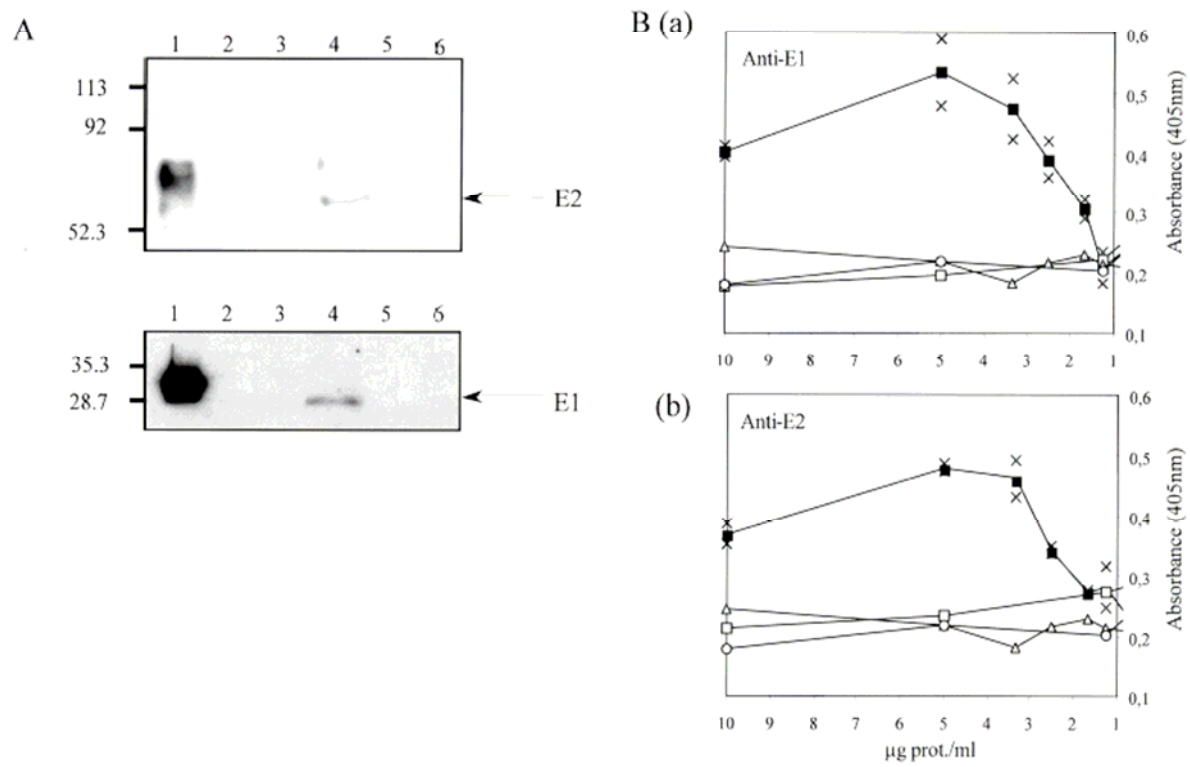 A
1 2 3 4 5 6
113
92
52.3
E2
1 2 3 4 5 6
35.3
28.7
E1
B (a)
Anti-E1
0,6
0,5
0,4
0,3
0,2
0,1
Absorbance (405nm)
10 9 8 7 6 5 4 3 2 1
(b)
Anti-E2
0,6
0,5
0,4
0,3
0,2
0,1
Absorbance (405nm)
10 9 8 7 6 5 4 3 2 1
µg prot./ml